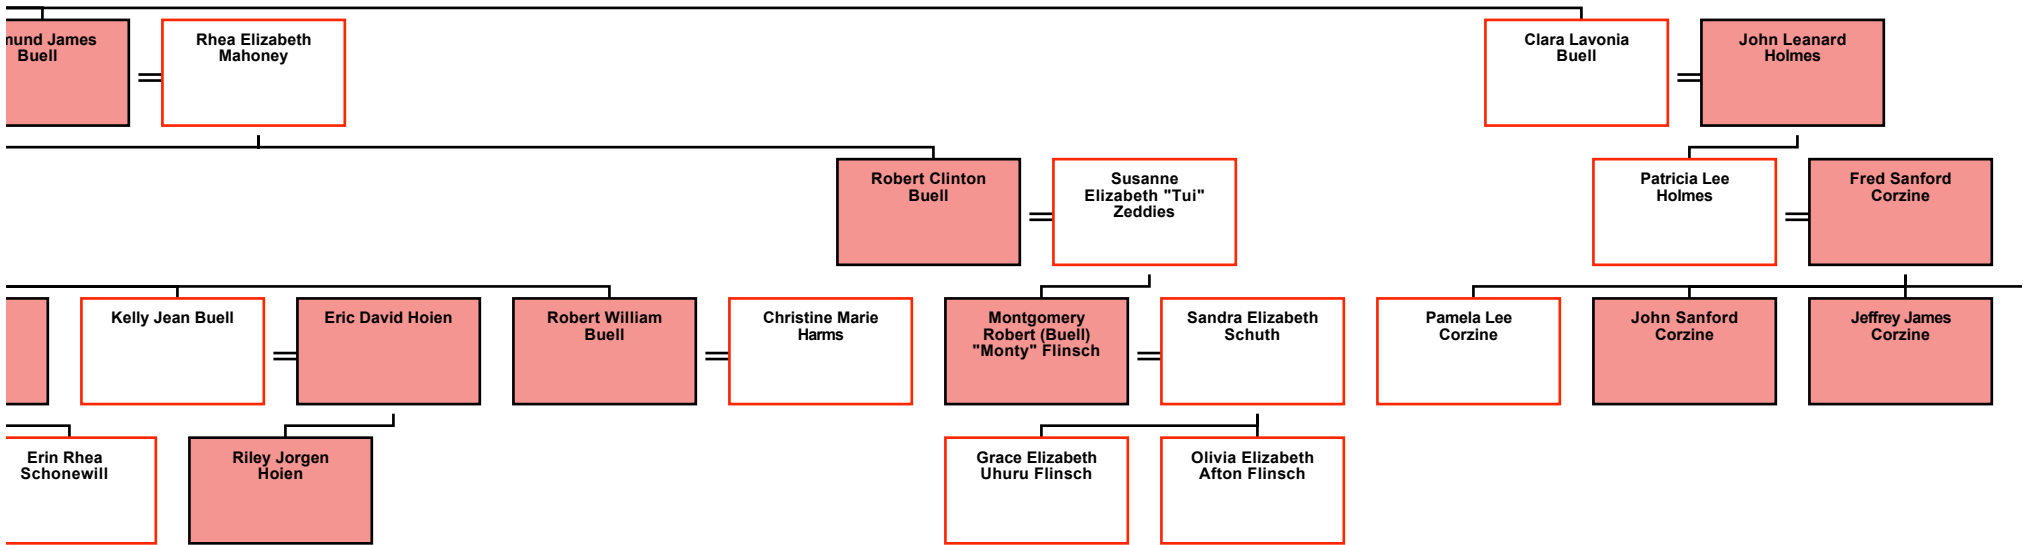 James
Buell
Rhea Elizabeth
Mahoney
Clara Lavonia
Buell
John Leanard
Holmes
Robert Clinton
Buell
Susanne
Elizabeth "Tui"
Zeddies
Patricia Lee
Holmes
Fred Sanford
Corzine
Kelly Jean Buell
Eric David Hoien
Robert William
Buell
Christine Marie
Harms
Montgomery
Robert (Buell)
"Monty" Flinsch
Sandra Elizabeth
Schuth
Pamela Lee
Corzine
John Sanford
Corzine
Jeffrey James
Corzine
Erin Rhea
Schonewill
Riley Jorgen
Hoien
Grace Elizabeth
Uhuru Flinsch
Olivia Elizabeth
Afton Flinsch